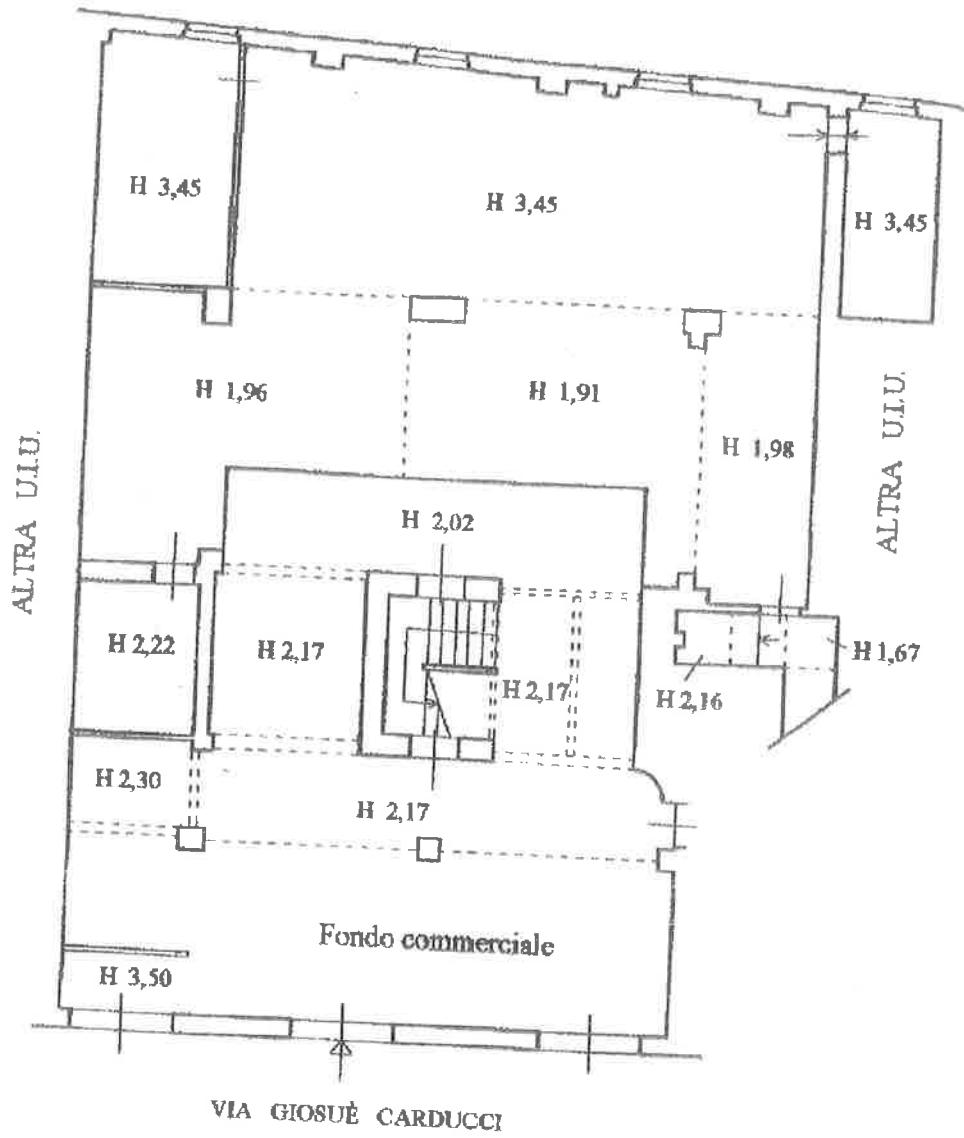 H 3,45
H 3,45
H 3,45
H 1,96
H 1,91
H 1,98
ALTRA U.I.U.
ALTRA U.I.U.
H 2,02
H 2,22
H 2,17
H 2,17
H 2,16
H 1,67
H 2,30
H 2,17
Fondo commerciale
H 3,50
VIA GIOSUÈ CARDUCCI